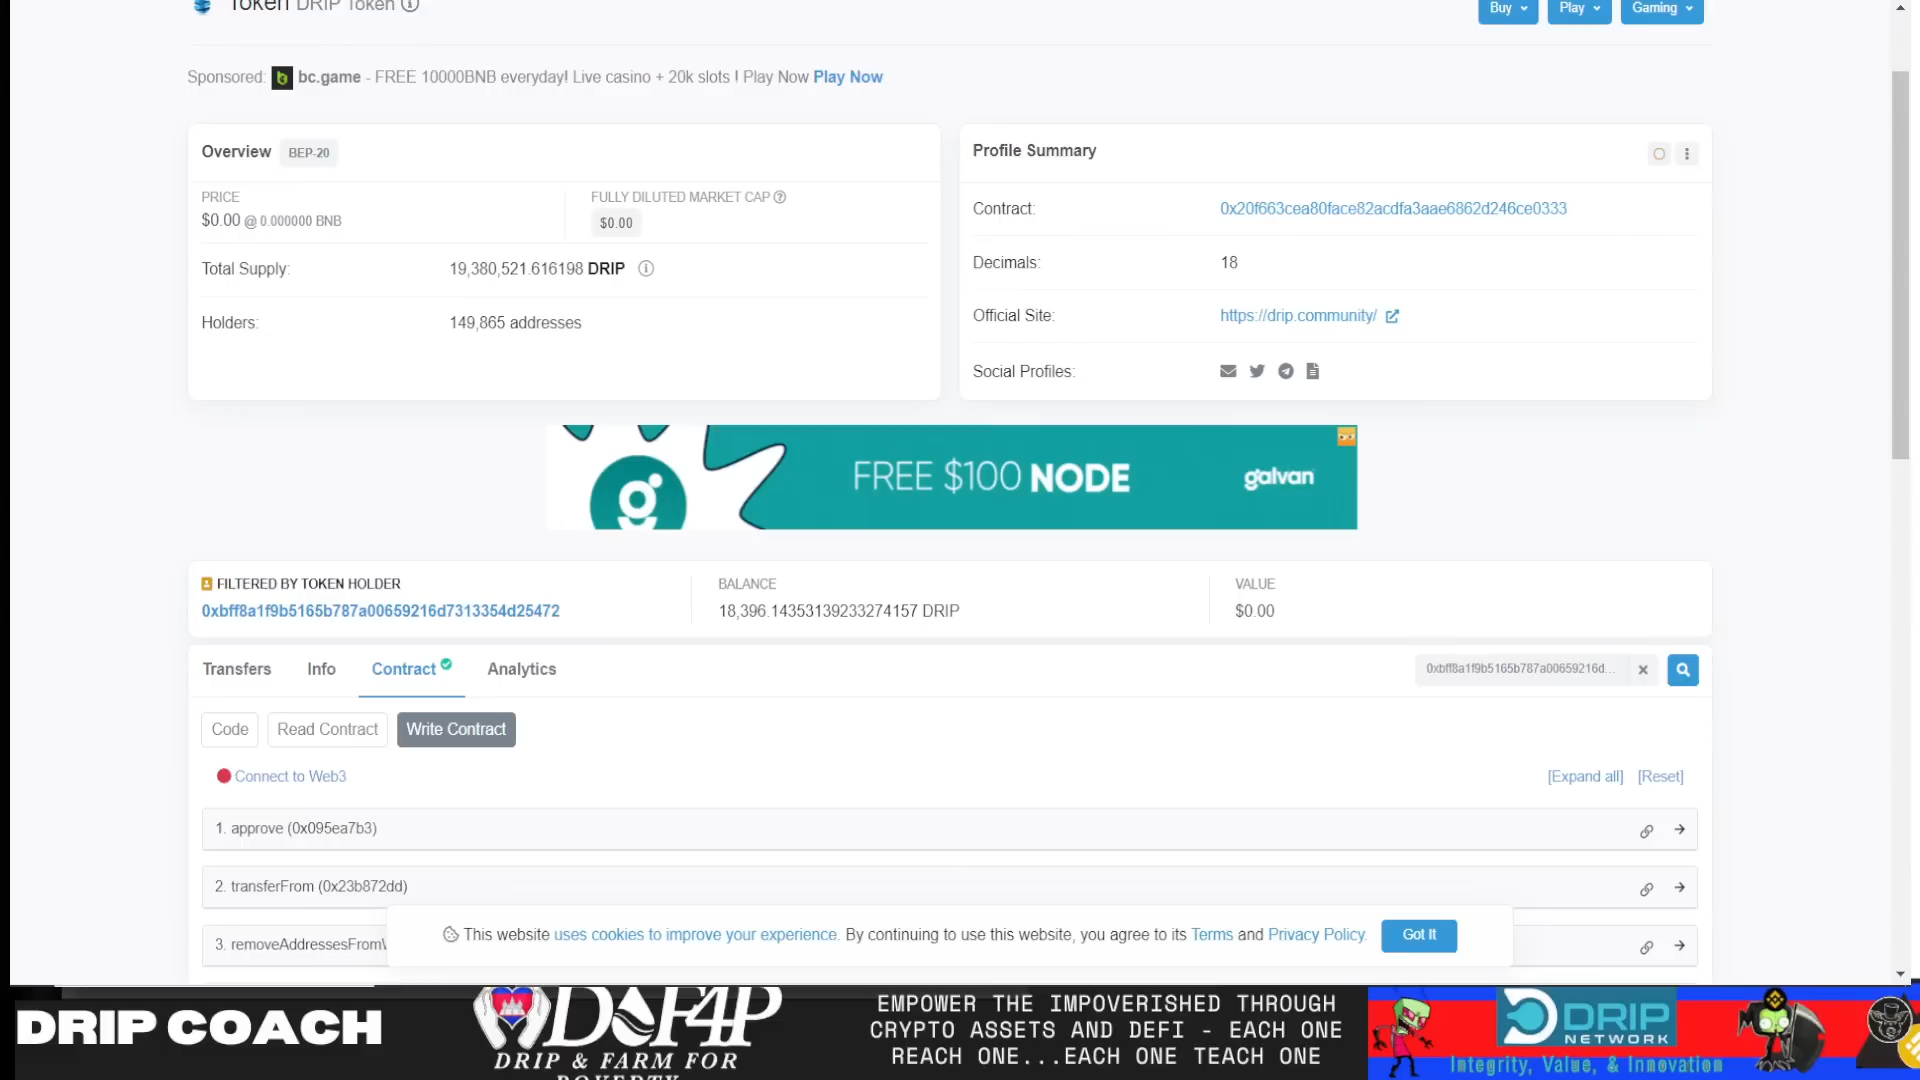 Token DRIP Token
Buy
Play
Gaming
Sponsored: bc.game - FREE 10000BNB everyday! Live casino + 20k slots ! Play Now Play Now
Overview BEP-20
PRICE
$0.00 @ 0.000000 BNB
FULLY DILUTED MARKET CAP
$0.00
Total Supply: 19,380,521.616198 DRIP
Holders: 149,865 addresses
Profile Summary
Contract: 0x20f663cea80face82acdfa3aae6862d246ce0333
Decimals: 18
Official Site: https://drip.community/
Social Profiles:
FREE $100 NODE
galvan
FILTERED BY TOKEN HOLDER
0xbff8a1f9b5165b787a00659216d7313354d25472
BALANCE
18,396.14353139233274157 DRIP
VALUE
$0.00
Transfers Info Contract Analytics
0xbff8a1f9b5165b787a00659216d...
Code Read Contract Write Contract
Connect to Web3
[Expand all] [Reset]
1. approve (0x095ea7b3)
2. transferFrom (0x23b872dd)
3. removeAddressesFrom
This website uses cookies to improve your experience. By continuing to use this website, you agree to its Terms and Privacy Policy.
Got It
DRIP COACH
DRIP & FARM FOR
POVERTY
EMPOWER THE IMPOVERISHED THROUGH
CRYPTO ASSETS AND DEFI - EACH ONE
REACH ONE...EACH ONE TEACH ONE
DRIP
NETWORK
Integrity, Value, & Innovation